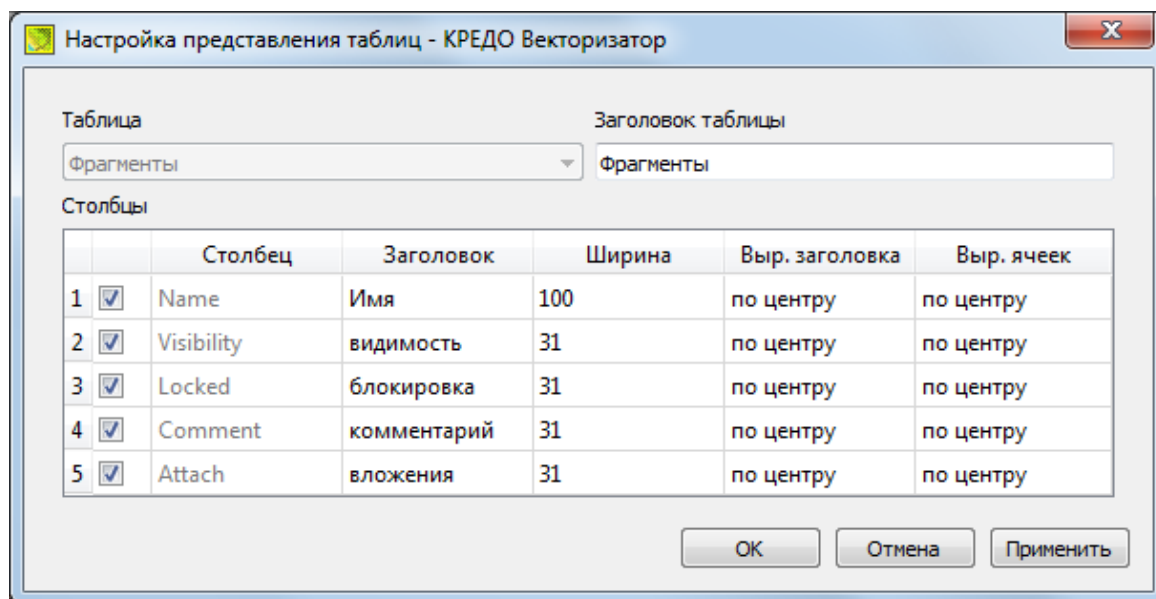 Настройка представления таблиц - КРЕДО Векторизатор
Таблица Заголовок таблицы
Фрагменты Фрагменты
Столбцы
Столбец Заголовок Ширина Выр. заголовка Выр. ячеек
1 Name Имя 100 по центру по центру
2 Visibility видимость 31 по центру по центру
3 Locked блокировка 31 по центру по центру
4 Comment комментарий 31 по центру по центру
5 Attach вложения 31 по центру по центру
OK Отмена Применить